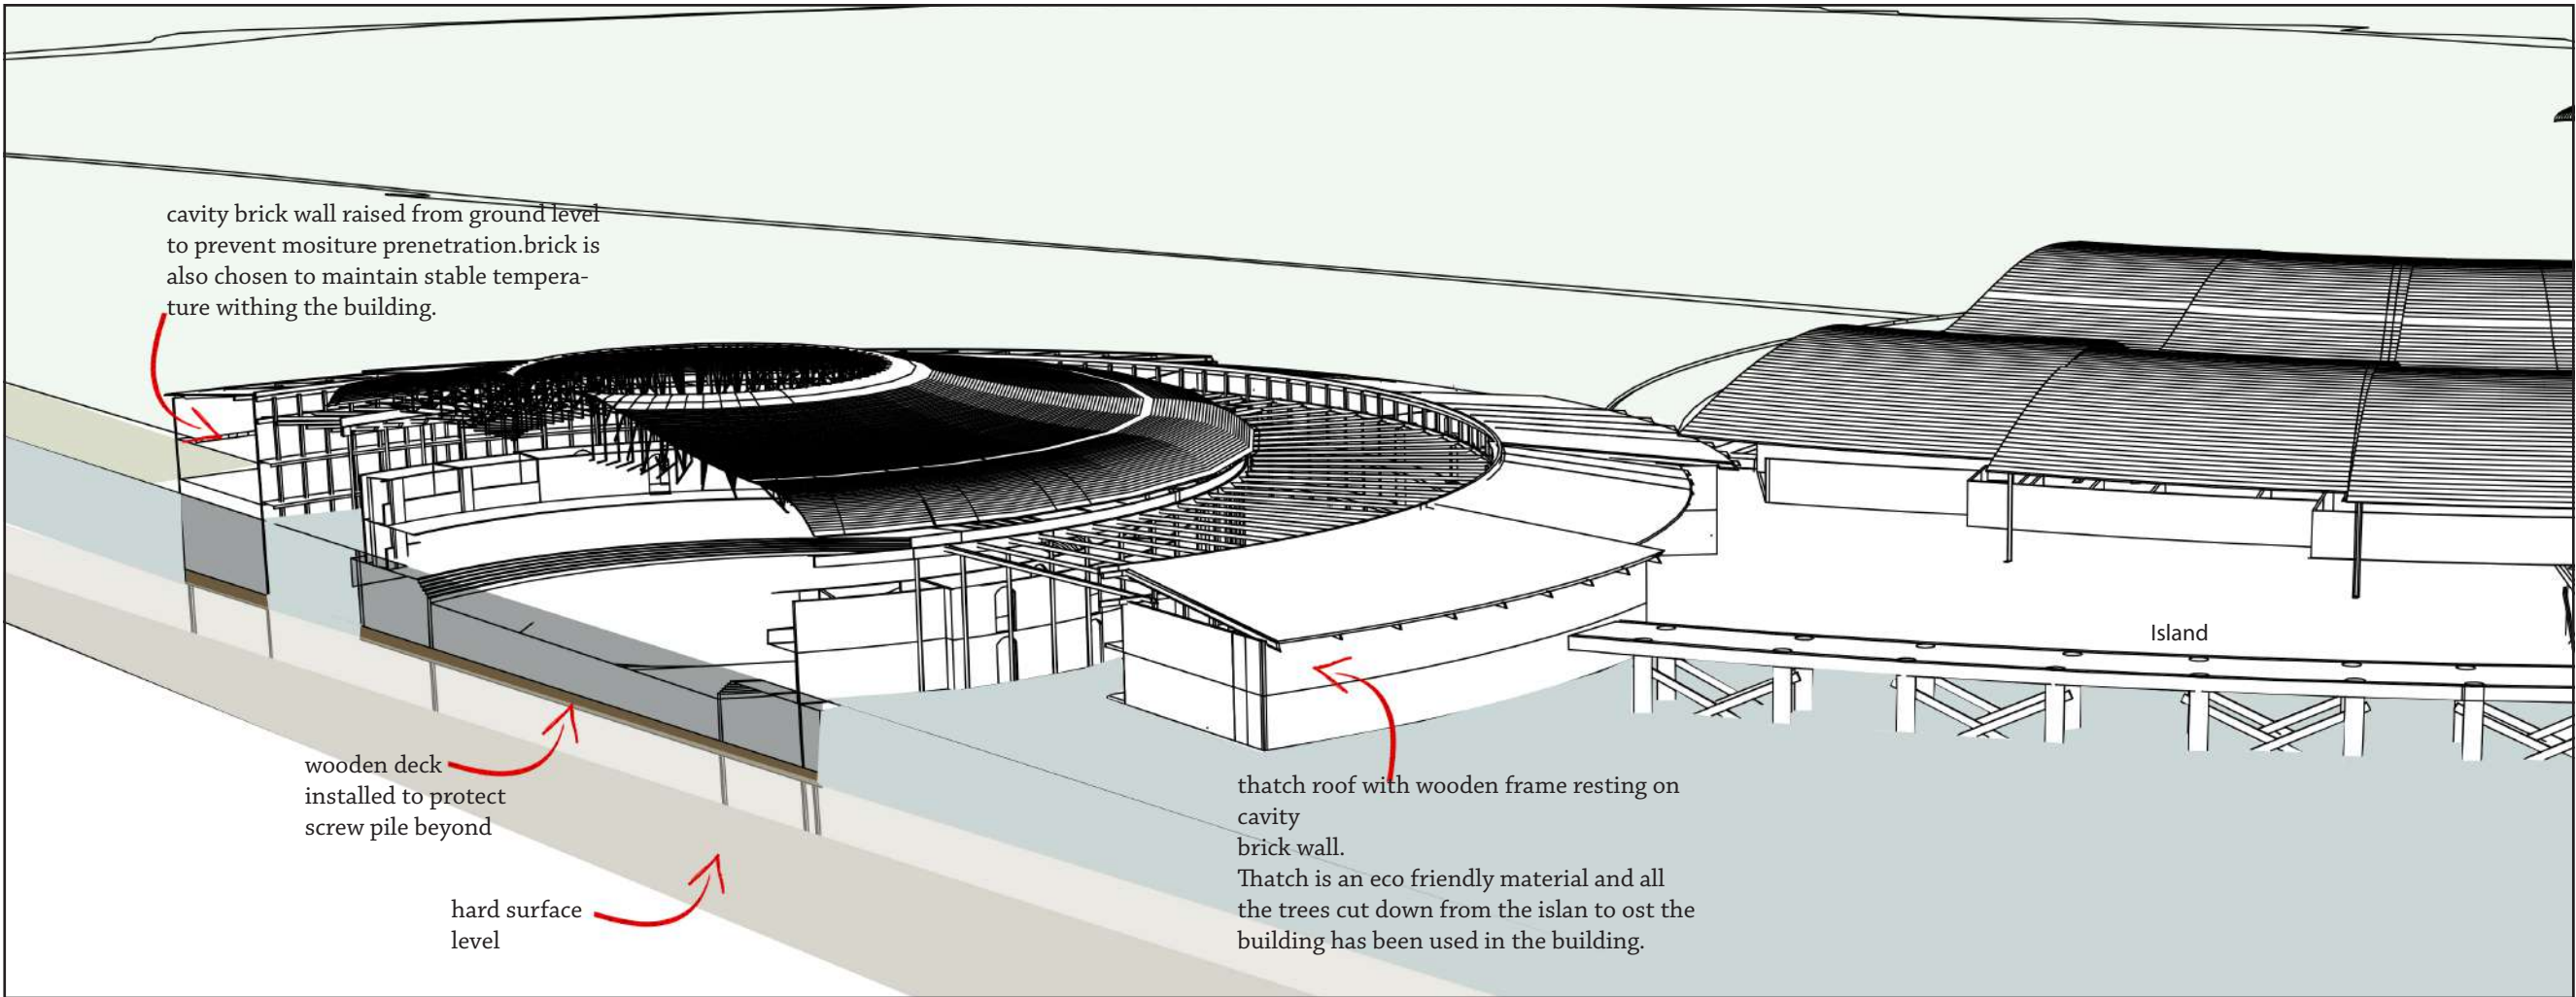 cavity brick wall raised from ground level
to prevent mositure prenetration.brick is
also chosen to maintain stable tempera-
ture withing the building.
Island
wooden deck
installed to protect
screw pile beyond
thatch roof with wooden frame resting on
cavity
brick wall.
Thatch is an eco friendly material and all
the trees cut down from the islan to ost the
building has been used in the building.
hard surface
level